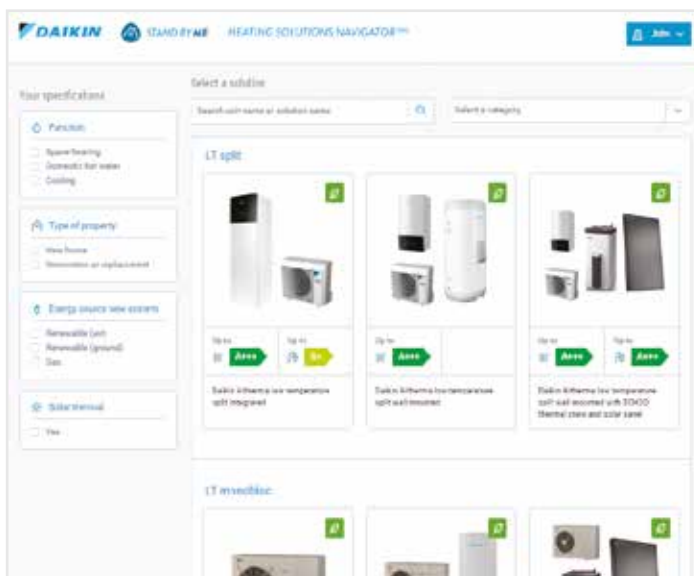 DAIKIN
STAND BY ME
HEATING SOLUTIONS NAVIGATOR
John
Select a solution
Your specifications
Search unit name or solution name
Select a category
Function
Space heating
Domestic hot water
Cooling
LT split
Type of property
New house
Renovation or replacement
Energy source new system
Renewable (air)
Renewable (ground)
Gas
Up to
Up to
Up to
Up to
Up to
Solar thermal
Yes
Daikin Altherma low temperature
split integrated
Daikin Altherma low temperature
split wall mounted
Daikin Altherma low temperature
split wall mounted with
thermal store and solar panel
LT monobloc